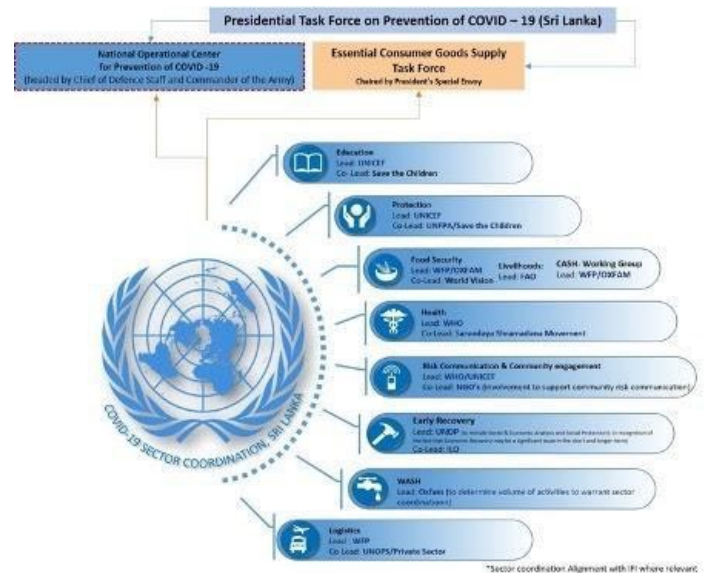 Presidential Task Force on Prevention of COVID – 19 (Sri Lanka)
National Operational Center
for Prevention of COVID -19
(headed by Chief of Defence Staff and Commander of the Army)
Essential Consumer Goods Supply
Task Force
Chained by President's Special Envoy
Education
Lead: UNICEF
Co- Lead: Save the Children
Protection
Lead: UNICEF
Co-Lead: UNFPA/Save the Children
Food Security
Lead: WFP/OXFAM
Co-Lead: World Vision
Livelihoods:
Lead: FAO
CASH- Working Group
Lead: WFP/OXFAM
Health
Lead: WHO
Co-Lead: Sarvodaya Shramadana Movement
Risk Communication & Community engagement
Lead: WHO/UNICEF
Co Lead: NGO's (involvement to support community risk communication)
Early Recovery
Lead: UNDP
Co-Lead: ILO
WASH
Lead: Oxfam (to determine volume of activities to warrant sector
coordinations)
Logistics
Lead: WFP
Co Lead: UNOPS/Private Sector
COVID-19 SECTOR COORDINATION, SRI LANKA
*Sector coordination Alignment with IFI where relevant